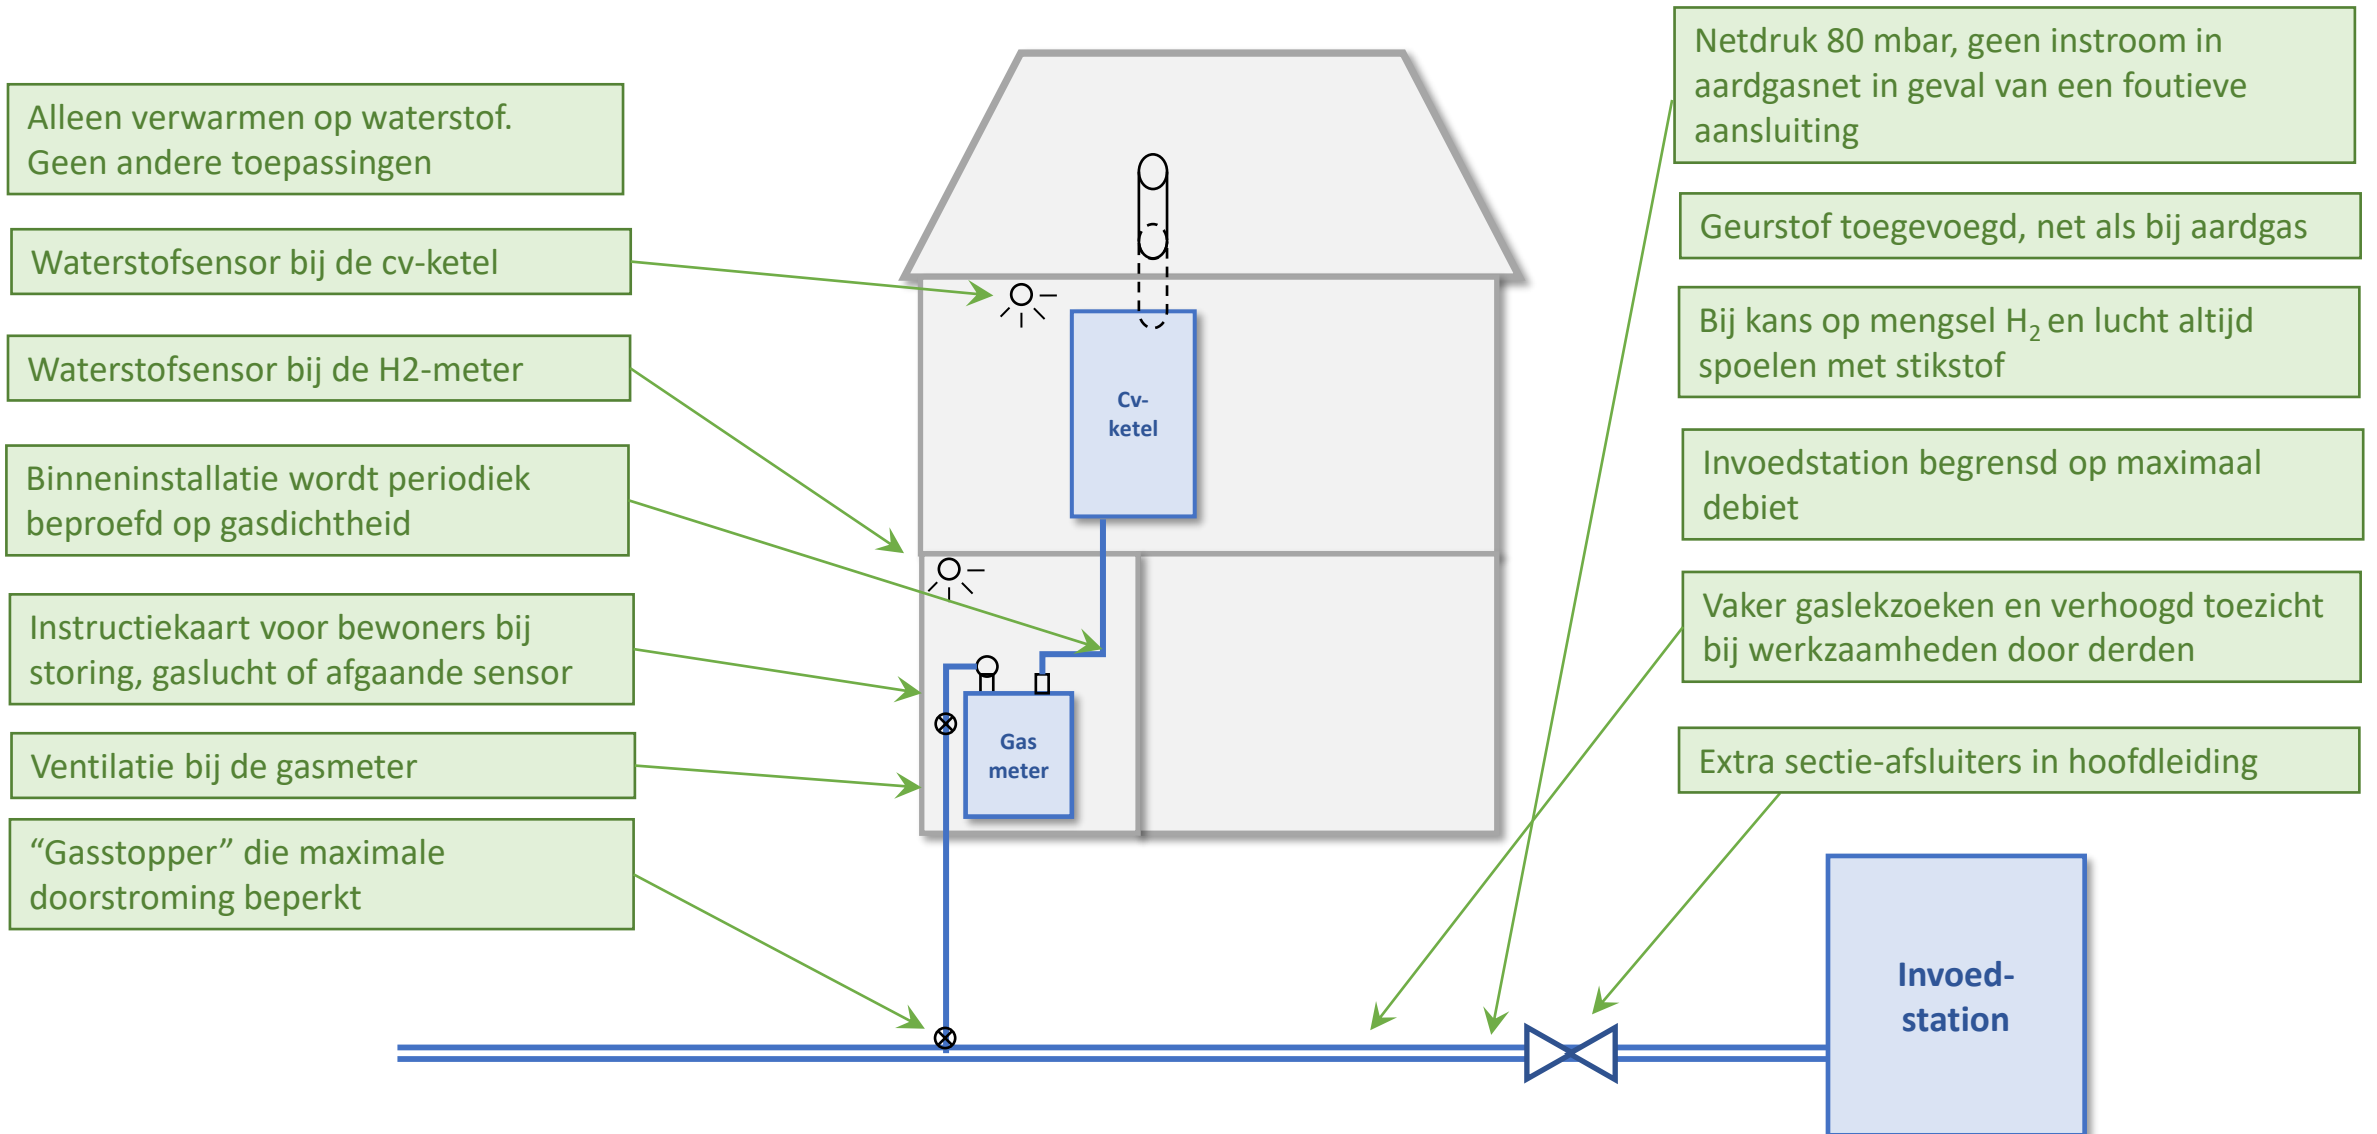 Alleen verwarmen op waterstof.
Geen andere toepassingen
Waterstofsensor bij de cv-ketel
Waterstofsensor bij de H2-meter
Binneninstallatie wordt periodiek
beproefd op gasdichtheid
Instructiekaart voor bewoners bij
storing, gaslucht of afgaande sensor
Ventilatie bij de gasmeter
“Gasstopper” die maximale
doorstroming beperkt
Cv-
ketel
Gas
meter
Netdruk 80 mbar, geen instroom in
aardgasnet in geval van een foutieve
aansluiting
Geurstof toegevoegd, net als bij aardgas
Bij kans op mengsel H₂ en lucht altijd
spoelen met stikstof
Invoedstation begrensd op maximaal
debiet
Vaker gaslekzoeken en verhoogd toezicht
bij werkzaamheden door derden
Extra sectie-afsluiters in hoofdleiding
Invoed-
station